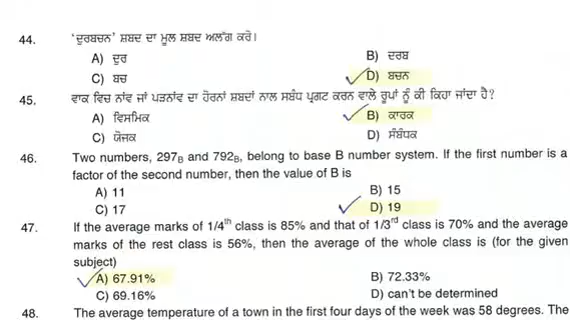 44. 'ਦੁਰਬਚਨ' ਸ਼ਬਦ ਦਾ ਮੂਲ ਸ਼ਬਦ ਅਲੱਗ ਕਰੋ।
A) ਦੁਰ B) ਦਰਬ
C) ਬਚ D) ਬਚਨ
45. ਵਾਕ ਵਿਚ ਨਾਂਵ ਜਾਂ ਪੜਨਾਂਵ ਦਾ ਹੋਰਨਾਂ ਸ਼ਬਦਾਂ ਨਾਲ ਸਬੰਧ ਪ੍ਰਗਟ ਕਰਨ ਵਾਲੇ ਰੂਪਾਂ ਨੂੰ ਕੀ ਕਿਹਾ ਜਾਂਦਾ ਹੈ?
A) ਵਿਸਮਿਕ B) ਕਾਰਕ
C) ਯੋਜਕ D) ਸੰਬੰਧਕ
46. Two numbers, 297B and 792B, belong to base B number system. If the first number is a
factor of the second number, then the value of B is
A) 11 B) 15
C) 17 D) 19
47. If the average marks of 1/4th class is 85% and that of 1/3rd class is 70% and the average
marks of the rest class is 56%, then the average of the whole class is (for the given
subject)
A) 67.91% B) 72.33%
C) 69.16% D) can't be determined
48. The average temperature of a town in the first four days of the week was 58 degrees. The